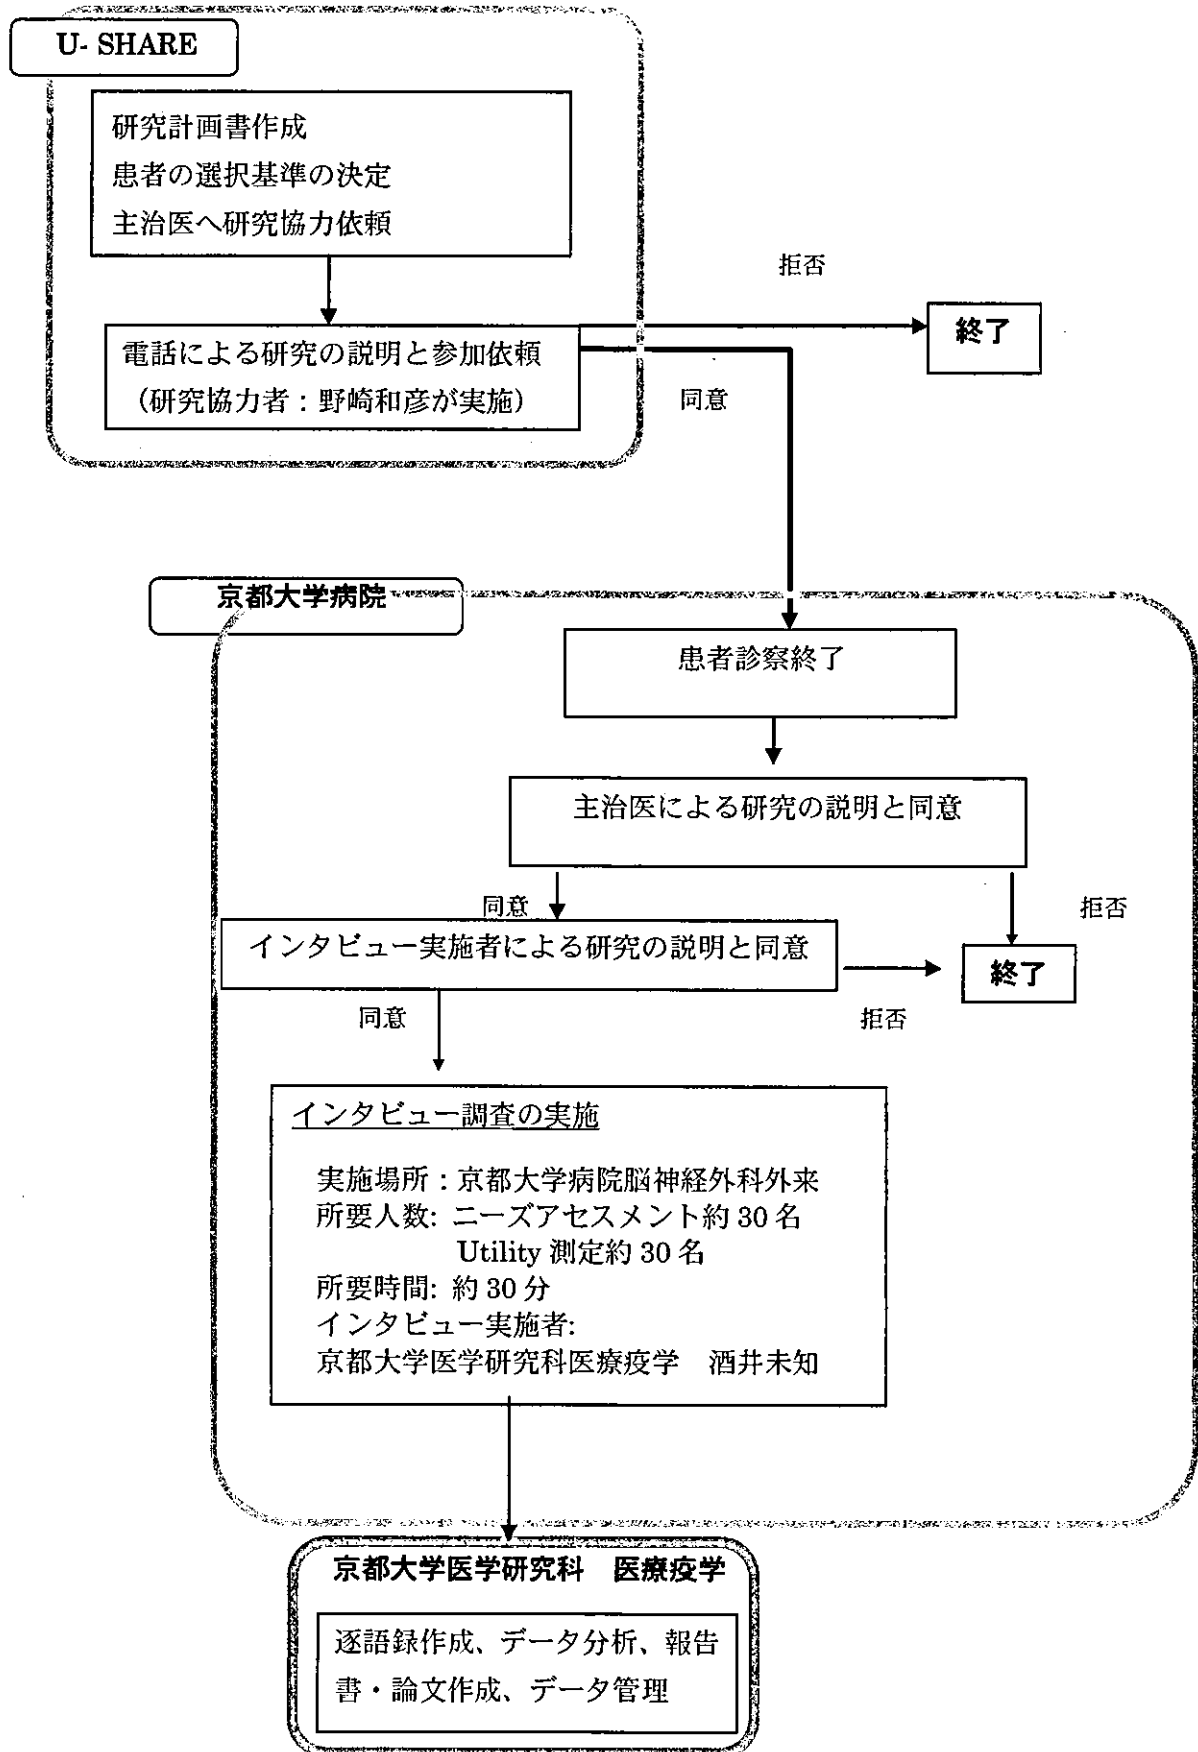 U- SHARE
研究計画書作成
患者の選択基準の決定
主治医へ研究協力依頼
拒否
終了
電話による研究の説明と参加依頼
（研究協力者：野崎和彦が実施）
同意
京都大学病院
患者診察終了
主治医による研究の説明と同意
同意
拒否
インタビュー実施者による研究の説明と同意
終了
同意
拒否
インタビュー調査の実施
実施場所：京都大学病院脳神経外科外来
所要人数: ニーズアセスメント約 30 名
Utility 測定約 30 名
所要時間: 約 30 分
インタビュー実施者:
京都大学医学研究科医療疫学　酒井未知
京都大学医学研究科　医療疫学
逐語録作成、データ分析、報告
書・論文作成、データ管理